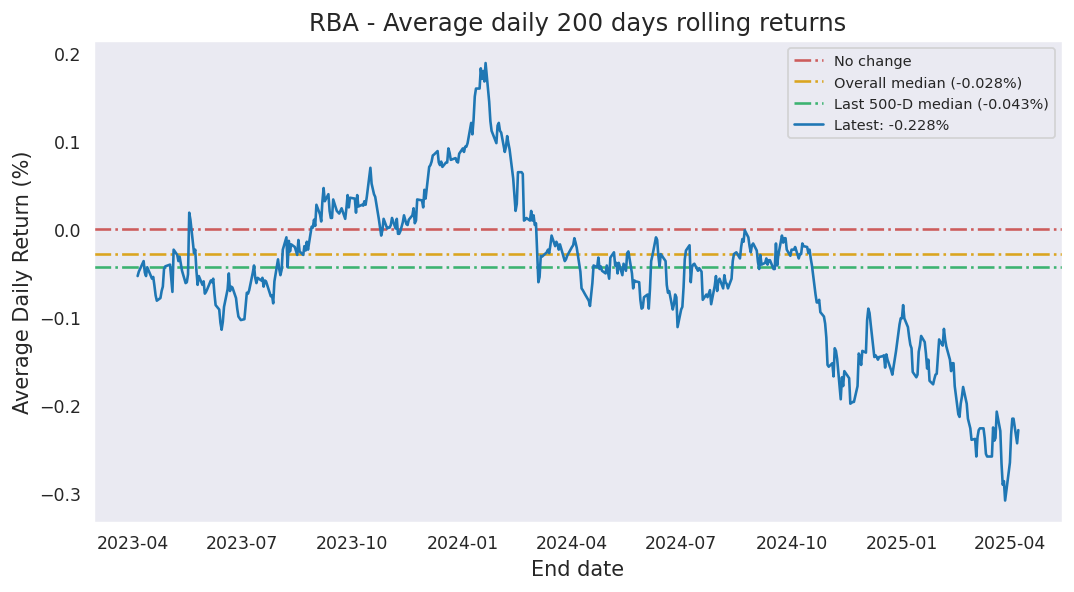 RBA - Average daily 200 days rolling returns
Average Daily Return (%)
0.2
0.1
0.0
−0.1
−0.2
−0.3
No change
Overall median (-0.028%)
Last 500-D median (-0.043%)
Latest: -0.228%
2023-04 2023-07 2023-10 2024-01 2024-04 2024-07 2024-10 2025-01 2025-04
End date